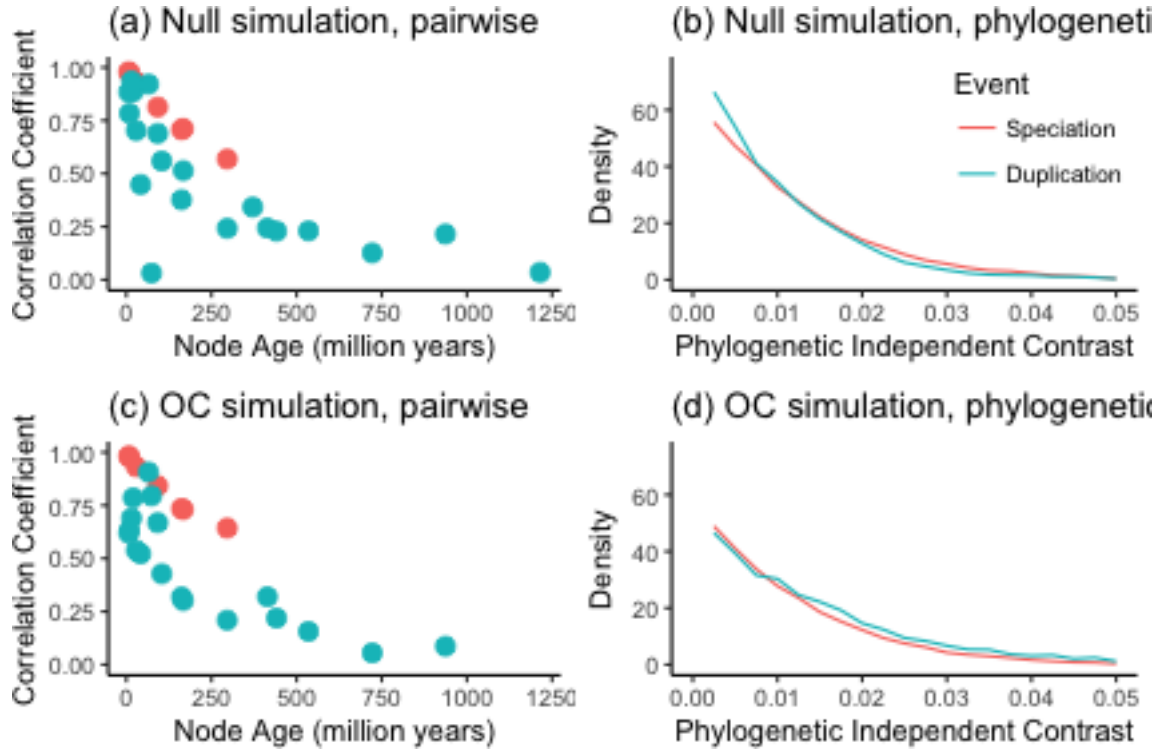 (a) Null simulation, pairwise
Correlation Coefficient
1.00
0.75
0.50
0.25
0.00
0
250
500
750
1000
1250
Node Age (million years)
(b) Null simulation, phylogeneti
Density
60
40
20
0
0.00
0.01
0.02
0.03
0.04
0.05
Phylogenetic Independent Contrast
Event
Speciation
Duplication
(c) OC simulation, pairwise
Correlation Coefficient
1.00
0.75
0.50
0.25
0.00
0
250
500
750
1000
1250
Node Age (million years)
(d) OC simulation, phylogenetic
Density
60
40
20
0
0.00
0.01
0.02
0.03
0.04
0.05
Phylogenetic Independent Contrast